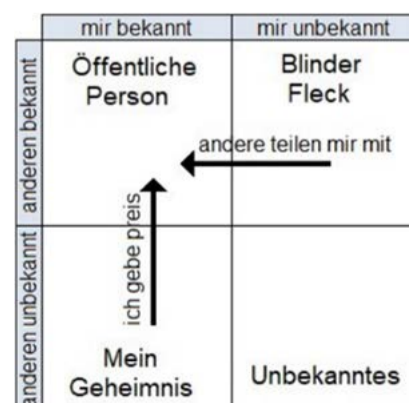 mir bekannt
mir unbekannt
anderen bekannt
Öffentliche
Person
Blinder
Fleck
andere teilen mir mit
ich gebe preis
anderen unbekannt
Mein
Geheimnis
Unbekanntes